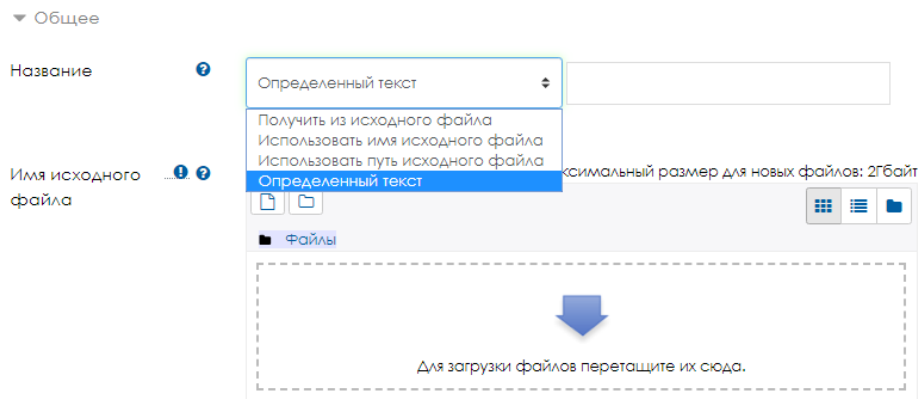 Общее
Название
Определенный текст
Получить из исходного файла
Использовать имя исходного файла
Использовать путь исходного файла
Определенный текст
Имя исходного файла
размер для новых файлов: 2Гбайт
Файлы
Для загрузки файлов перетащите их сюда.